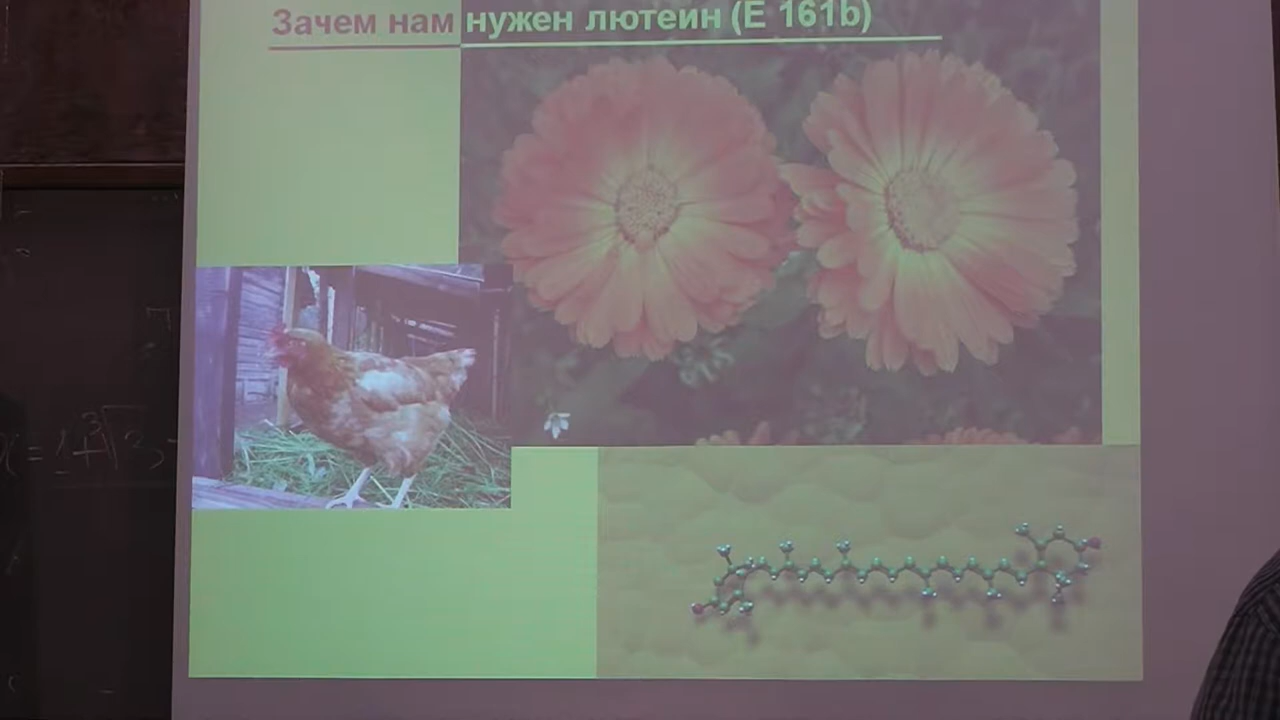 Зачем нам нужен лютеин (Е 161b)